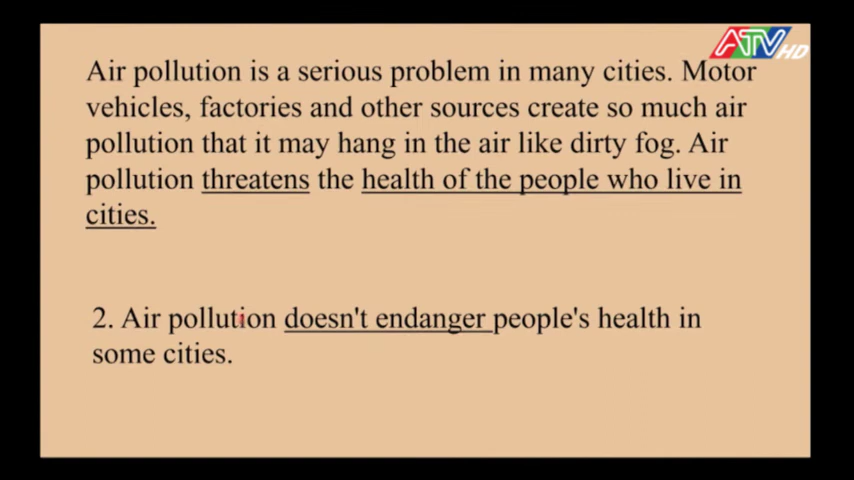 ATV HD
Air pollution is a serious problem in many cities. Motor
vehicles, factories and other sources create so much air
pollution that it may hang in the air like dirty fog. Air
pollution threatens the health of the people who live in
cities.
2. Air pollution doesn't endanger people's health in
some cities.